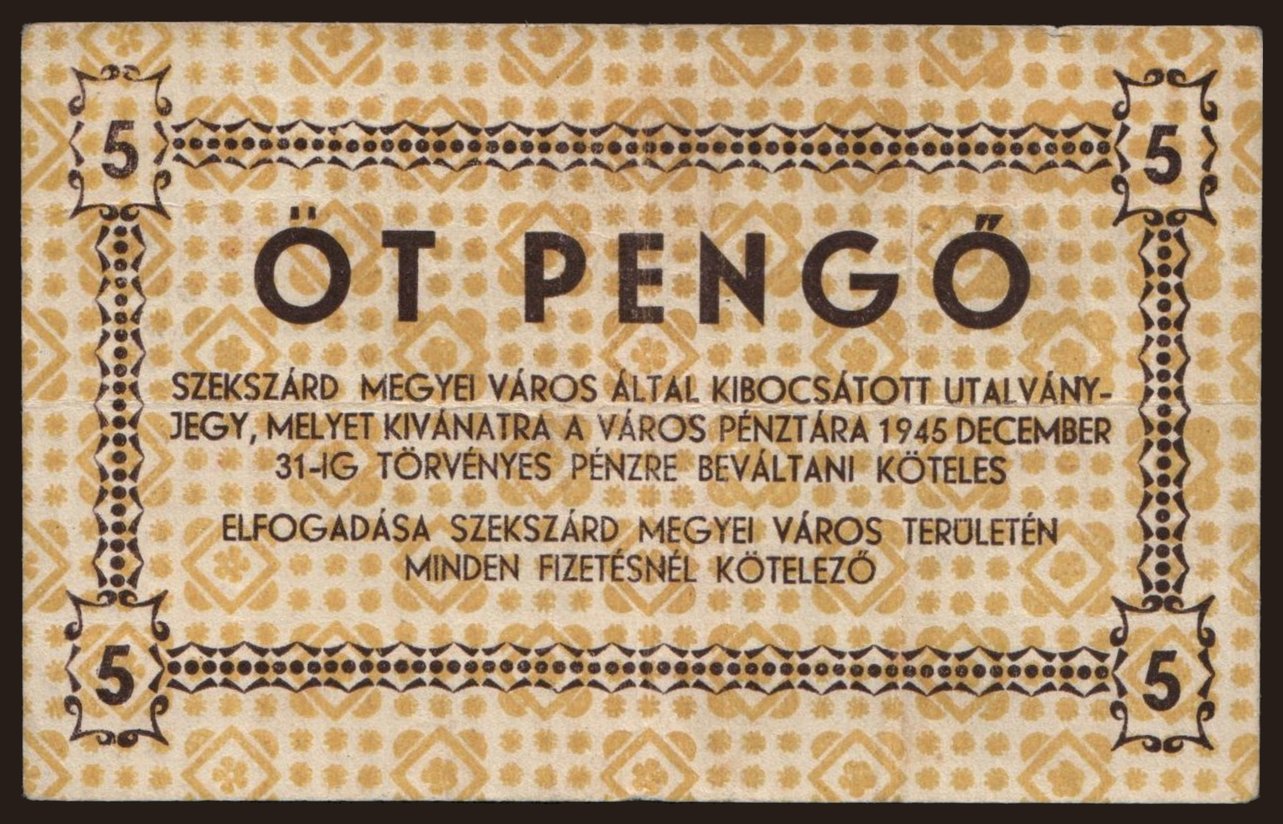 5
5
ÖT PENGŐ
SZEKSZÁRD MEGYEI VÁROS ÁLTAL KIBOCSÁTOTT UTALVÁNY-
JEGY, MELYET KIVÁNATRA A VÁROS PÉNZTÁRA 1945 DECEMBER
31-IG TÖRVÉNYES PÉNZRE BEVÁLTANI KÖTELES
ELFOGADÁSA SZEKSZÁRD MEGYEI VÁROS TERÜLETÉN
MINDEN FIZETÉSNÉL KÖTELEZŐ
5
5